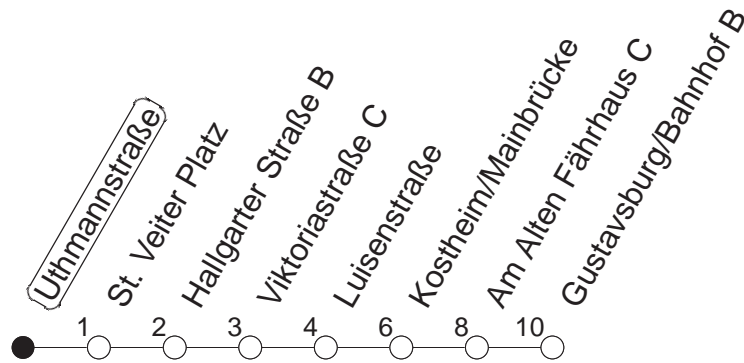 Uthmannstraße
St. Veiter Platz
Hallgarter Straße B
Viktoriastraße C
Luisenstraße
Kostheim/Mainbrücke
Am Alten Fährhaus C
Gustavsburg/Bahnhof B
1 2 3 4 6 8 10